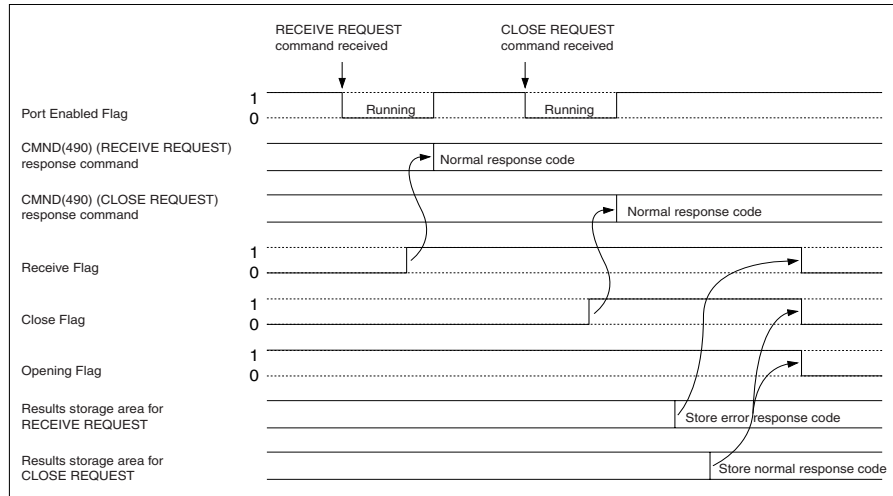 RECEIVE REQUEST
command received
CLOSE REQUEST
command received
Port Enabled Flag
1
0
Running
Running
CMND(490) (RECEIVE REQUEST)
response command
Normal response code
CMND(490) (CLOSE REQUEST)
response command
Normal response code
Receive Flag
1
0
Close Flag
1
0
Opening Flag
1
0
Results storage area for
RECEIVE REQUEST
Store error response code
Results storage area for
CLOSE REQUEST
Store normal response code